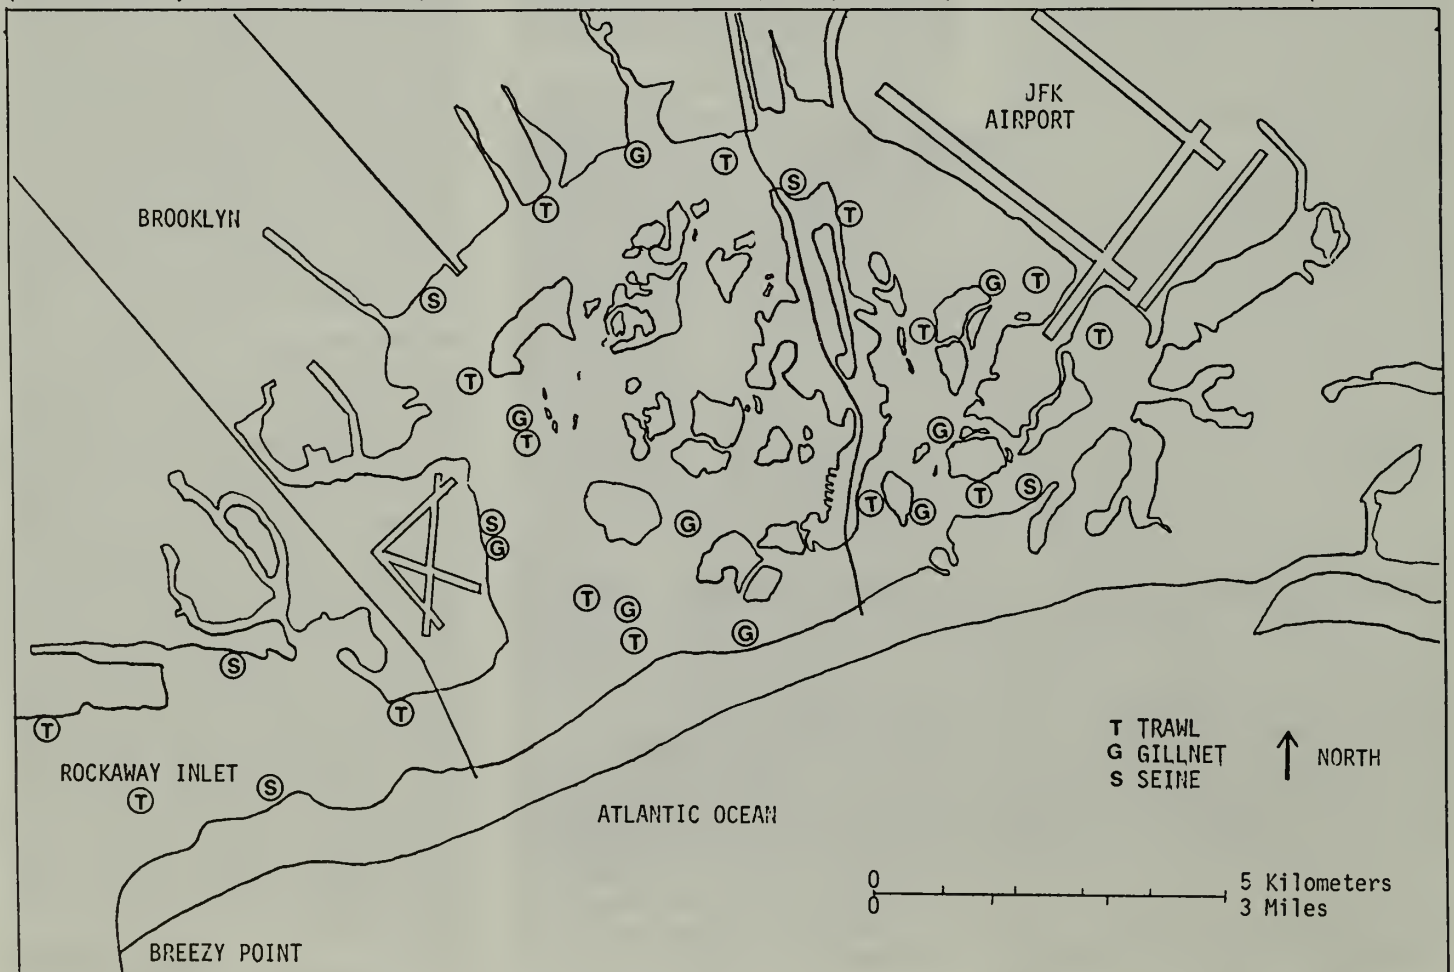 JFK
AIRPORT
G
T
S
T
BROOKLYN
T
G
T
S
T
T
T
G
T
G
T
S
T
S
G
T
G
G
S
T
G
T
G
S
T
T
T TRAWL
G GILLNET
S SEINE
NORTH
ROCKAWAY INLET
T
S
ATLANTIC OCEAN
0
5 Kilometers
0
3 Miles
BREEZY POINT